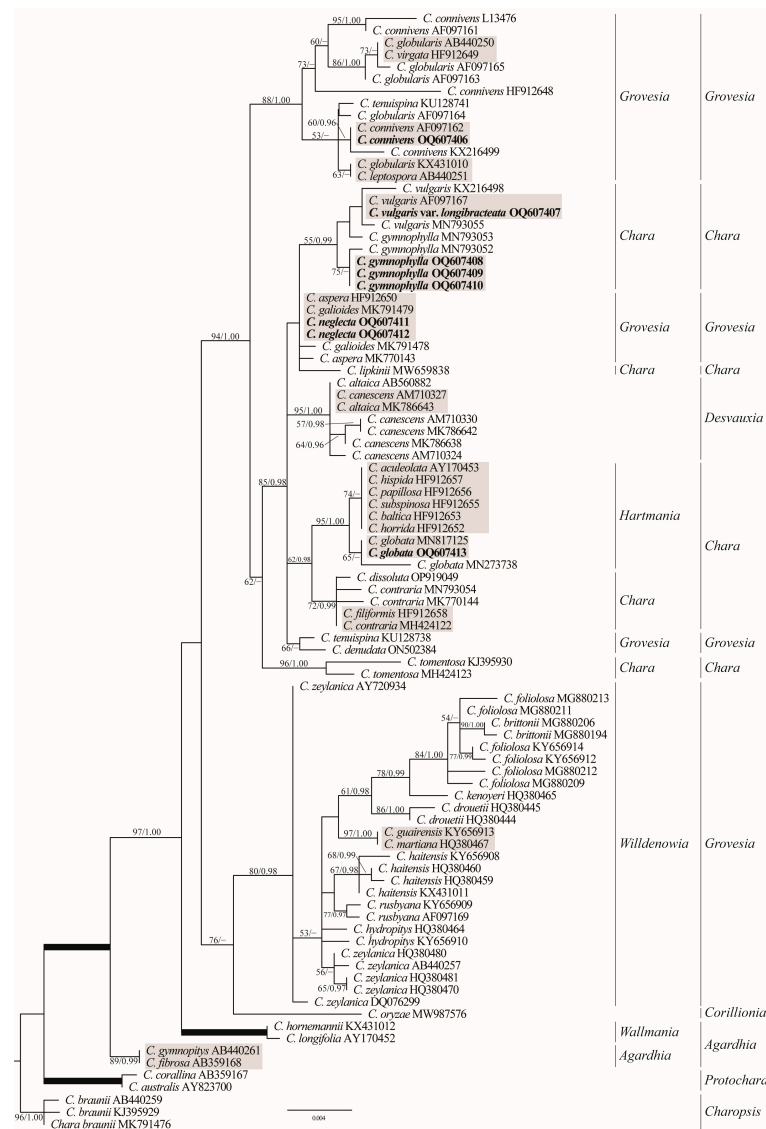 95/1.00
C. connivens L13476
C. connivens AF097161
60/–
C. globularis AB440250
73/–
C. virgata HF912649
86/1.00
C. globularis AF097165
73/–
C. globularis AF097163
C. connivens HF912648
Grovesia
Grovesia
88/1.00
C. tenuispina KU128741
C. globularis AF097164
60/0.96
C. connivens AF097162
53/–
C. connivens OQ607406
C. connivens KX216499
C. globularis KX431010
63/–
C. leptospora AB440251
C. vulgaris KX216498
C. vulgaris AF097167
C. vulgaris var. longibracteata OQ607407
C. vulgaris MN793055
C. gymnophylla MN793053
Chara
Chara
55/0.99
C. gymnophylla MN793052
C. gymnophylla OQ607408
75/–
C. gymnophylla OQ607409
C. gymnophylla OQ607410
C. aspera HF912650
C. galioides MK791479
C. neglecta OQ607411
Grovesia
Grovesia
C. neglecta OQ607412
94/1.00
C. galioides MK791478
C. aspera MK770143
C. lipkinii MW659838
Chara
Chara
C. altaica AB560882
C. canescens AM710327
C. altaica MK786643
95/1.00
C. canescens AM710330
Desvauxia
57/0.98
C. canescens MK786642
C. canescens MK786638
64/0.96
C. canescens AM710324
C. aculeolata AY170453
C. hispida HF912657
85/0.98
C. papillosa HF912656
74/–
C. subspinosa HF912655
C. baltica HF912653
Hartmania
C. horrida HF912652
95/1.00
C. globata MN817125
Chara
C. globata OQ607413
65/–
C. globata MN273738
62/0.98
C. dissoluta OP919049
62/–
C. contraria MN793054
C. contraria MK770144
Chara
72/0.99
C. filiformis HF912658
C. contraria MH424122
C. tenuispina KU128738
Grovesia
Grovesia
66/–
C. denudata ON502384
96/1.00
C. tomentosa KJ395930
Chara
Chara
C. tomentosa MH424123
C. zeylanica AY720934
C. foliolosa MG880213
C. foliolosa MG880211
54/–
C. brittonii MG880206
90/1.00
C. brittonii MG880194
C. foliolosa KY656914
84/1.00
77/0.99
C. foliolosa KY656912
C. foliolosa MG880212
78/0.99
C. foliolosa MG880209
61/0.98
C. kenoyeri HQ380465
C. drouetii HQ380445
86/1.00
C. drouetii HQ380444
97/1.00
97/1.00
C. guairensis KY656913
C. martiana HQ380467
Willdenowia
Grovesia
68/0.99
C. haitensis KY656908
80/0.98
67/0.98
C. haitensis HQ380460
C. haitensis HQ380459
C. haitensis KX431011
C. rusbyana KY656909
77/0.97
C. rusbyana AF097169
C. hydropitys HQ380464
53/–
76/–
C. hydropitys KY656910
C. zeylanica HQ380480
C. zeylanica AB440257
56/–
C. zeylanica HQ380481
65/0.97
C. zeylanica HQ380470
C. zeylanica DQ076299
C. oryzae MW987576
Corillionia
C. hornemannii KX431012
Wallmania
C. longifolia AY170452
Agardhia
C. gymnopitys AB440261
Agardhia
89/0.99
C. fibrosa AB359168
C. corallina AB359167
Protochara
C. australis AY823700
C. braunii AB440259
C. braunii KJ395929
Charopsis
96/1.00
Chara braunii MK791476
0.004